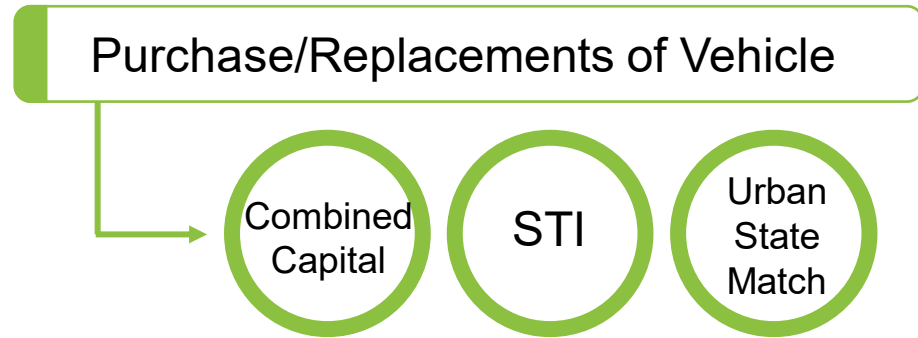 Purchase/Replacements of Vehicle
Combined
Capital
STI
Urban
State
Match